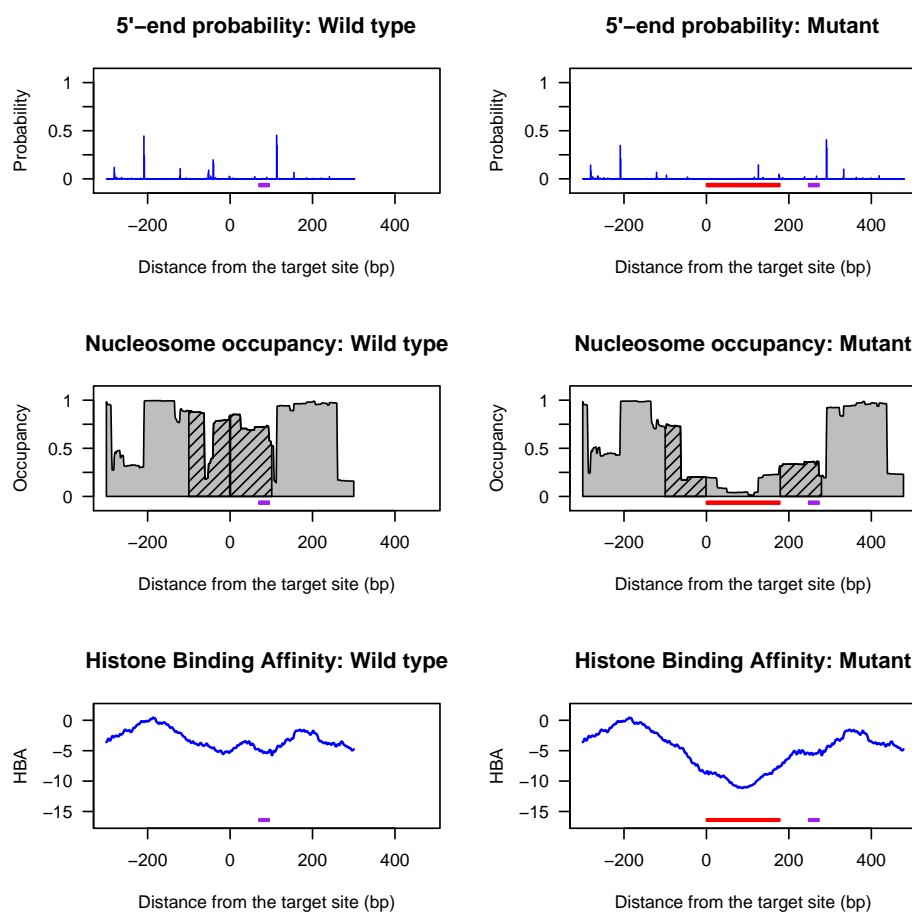 5'−end probability: Wild type
Probability
1
0.5
0
−200 0 200 400
Distance from the target site (bp)
5'−end probability: Mutant
Probability
1
0.5
0
−200 0 200 400
Distance from the target site (bp)
Nucleosome occupancy: Wild type
Occupancy
1
0.5
0
−200 0 200 400
Distance from the target site (bp)
Nucleosome occupancy: Mutant
Occupancy
1
0.5
0
−200 0 200 400
Distance from the target site (bp)
Histone Binding Affinity: Wild type
HBA
0
−5
−10
−15
−200 0 200 400
Distance from the target site (bp)
Histone Binding Affinity: Mutant
HBA
0
−5
−10
−15
−200 0 200 400
Distance from the target site (bp)